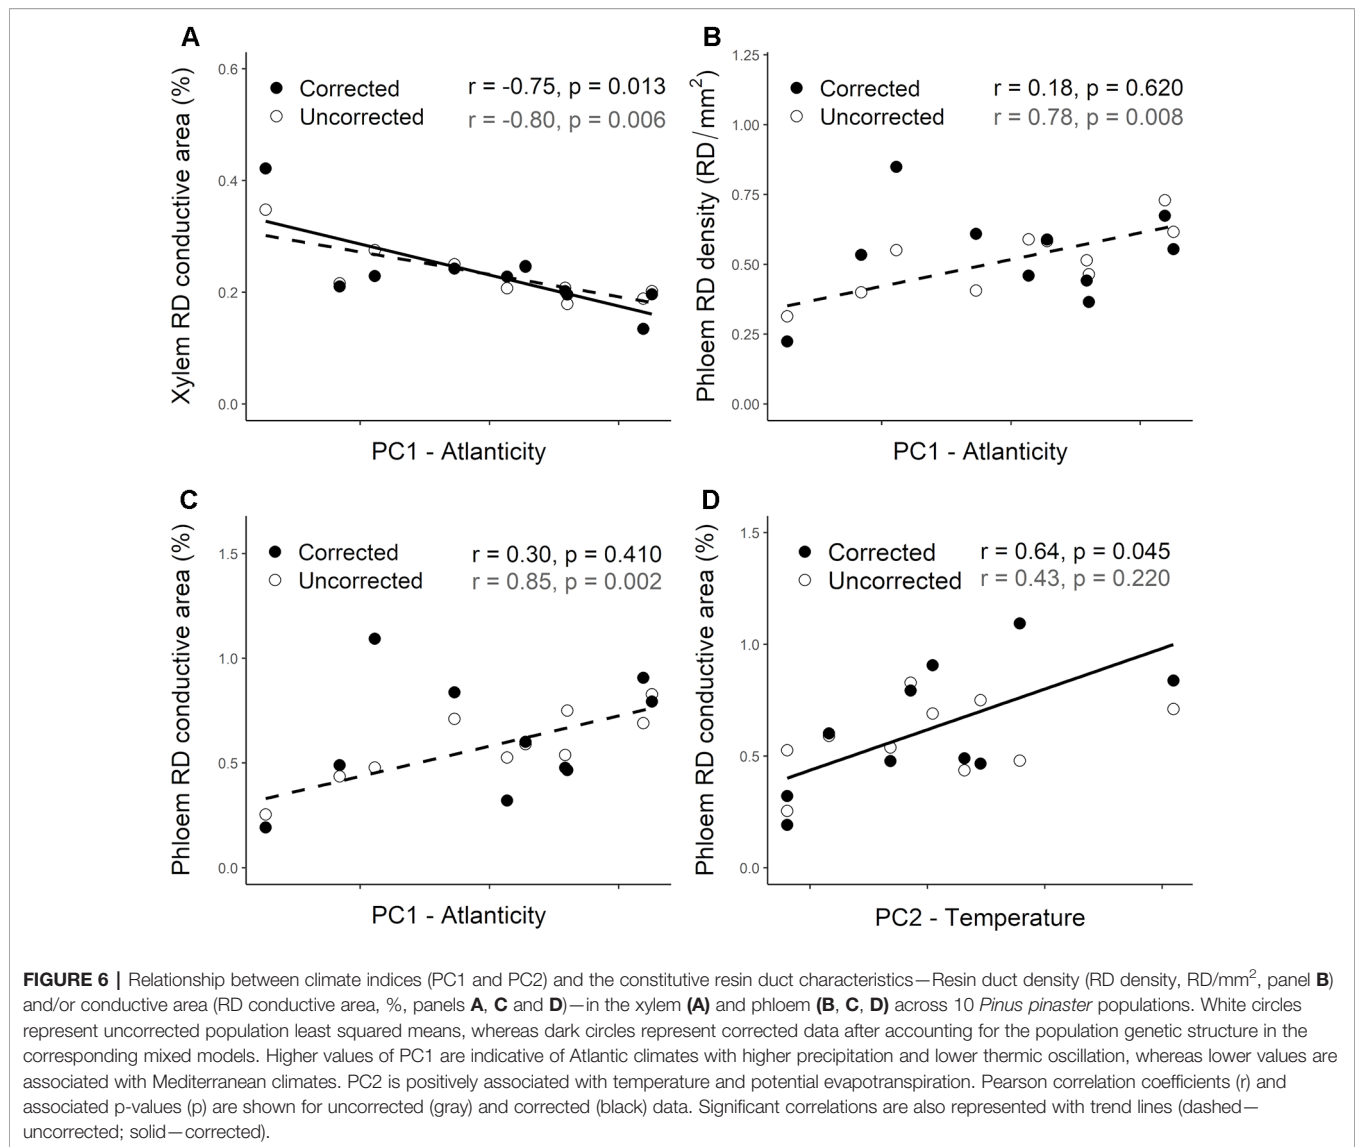 A
Xylem RD conductive area (%)
0.6
0.4
0.2
0.0
Corrected
Uncorrected
r = -0.75, p = 0.013
r = -0.80, p = 0.006
PC1 - Atlanticity
B
Phloem RD density (RD/mm²)
1.25
1.00
0.75
0.50
0.25
0.00
Corrected
Uncorrected
r = 0.18, p = 0.620
r = 0.78, p = 0.008
PC1 - Atlanticity
C
Phloem RD conductive area (%)
1.5
1.0
0.5
0.0
Corrected
Uncorrected
r = 0.30, p = 0.410
r = 0.85, p = 0.002
PC1 - Atlanticity
D
Phloem RD conductive area (%)
1.5
1.0
0.5
0.0
Corrected
Uncorrected
r = 0.64, p = 0.045
r = 0.43, p = 0.220
PC2 - Temperature
FIGURE 6 | Relationship between climate indices (PC1 and PC2) and the constitutive resin duct characteristics—Resin duct density (RD density, RD/mm², panel B)
and/or conductive area (RD conductive area, %, panels A, C and D)—in the xylem (A) and phloem (B, C, D) across 10 Pinus pinaster populations. White circles
represent uncorrected population least squared means, whereas dark circles represent corrected data after accounting for the population genetic structure in the
corresponding mixed models. Higher values of PC1 are indicative of Atlantic climates with higher precipitation and lower thermic oscillation, whereas lower values are
associated with Mediterranean climates. PC2 is positively associated with temperature and potential evapotranspiration. Pearson correlation coefficients (r) and
associated p-values (p) are shown for uncorrected (gray) and corrected (black) data. Significant correlations are also represented with trend lines (dashed—
uncorrected; solid—corrected).